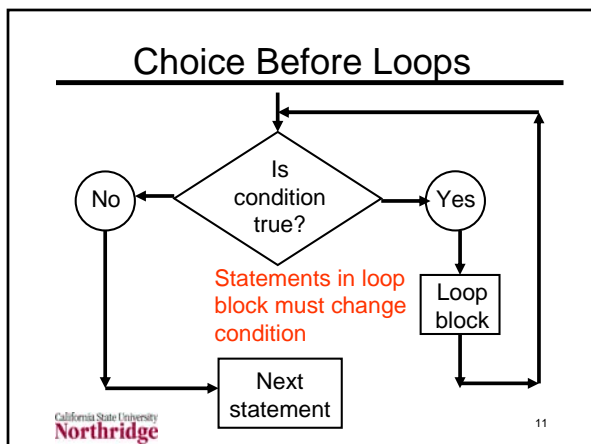 Choice Before Loops
Is
condition
true?
No
Yes
Statements in loop
block must change
condition
Loop
block
Next
statement
California State University
Northridge
11